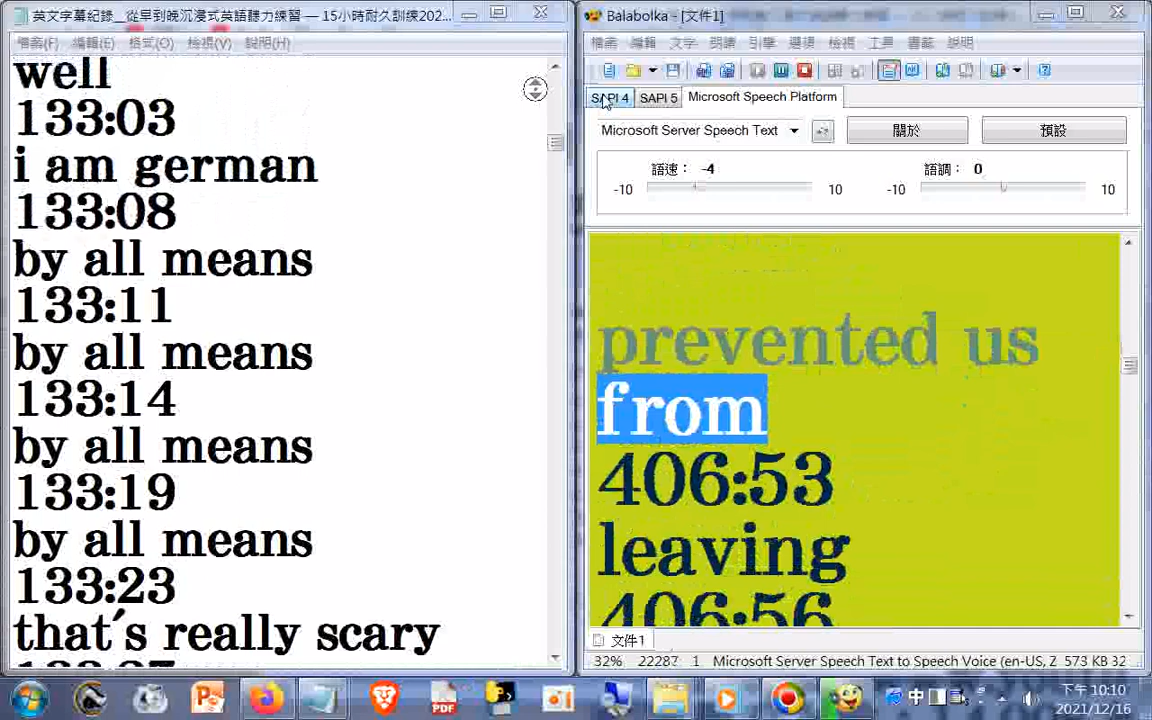 英文字幕紀錄__從早到晚沉浸式英語聽力練習 — 15小時耐久訓練202...
檔案(F) 編輯(E) 格式(O) 檢視(V) 說明(H)
well
133:03
i am german
133:08
by all means
133:11
by all means
133:14
by all means
133:19
by all means
133:23
that's really scary
Balabolka - [文件1]
檔案 編輯 文字 朗讀 引擎 選項 檢視 工具 書籤 說明
SAPI 4 SAPI 5 Microsoft Speech Platform
Microsoft Server Speech Text 關於 預設
語速： -4 語調： 0
-10 10 -10 10
prevented us
from
406:53
leaving
406:56
文件1
32% 22287 1 Microsoft Server Speech Text to Speech Voice (en-US, Z 573 KB 32
中 下午 10:10
2021/12/16